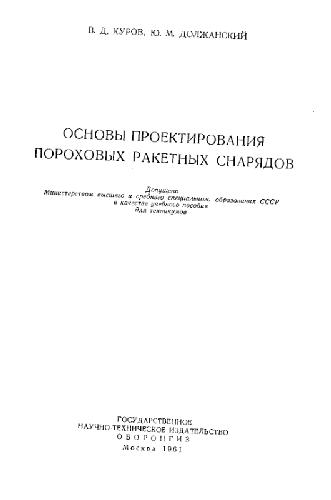 В. Д. КУРОВ, Ю. М. ДОЛЖАНСКИЙ
ОСНОВЫ ПРОЕКТИРОВАНИЯ
ПОРОХОВЫХ РАКЕТНЫХ СНАРЯДОВ
Допущено
Министерством высшего и среднего специальног. образования СССР
в качестве учебного пособия
для техникумов
ГОСУДАРСТВЕННОЕ
НАУЧНО-ТЕХНИЧЕСКОЕ ИЗДАТЕЛЬСТВО
ОБОРОНГИЗ
Москва 1961